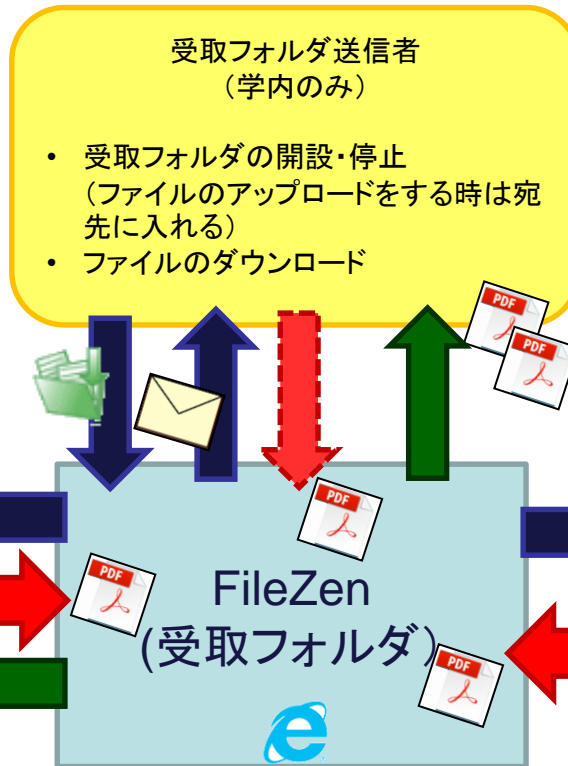 受取フォルダ送信者
（学内のみ）
• 受取フォルダの開設・停止
（ファイルのアップロードをする時は宛
先に入れる）
• ファイルのダウンロード
PDF
PDF
PDF
PDF
FileZen
(受取フォルダ）
PDF